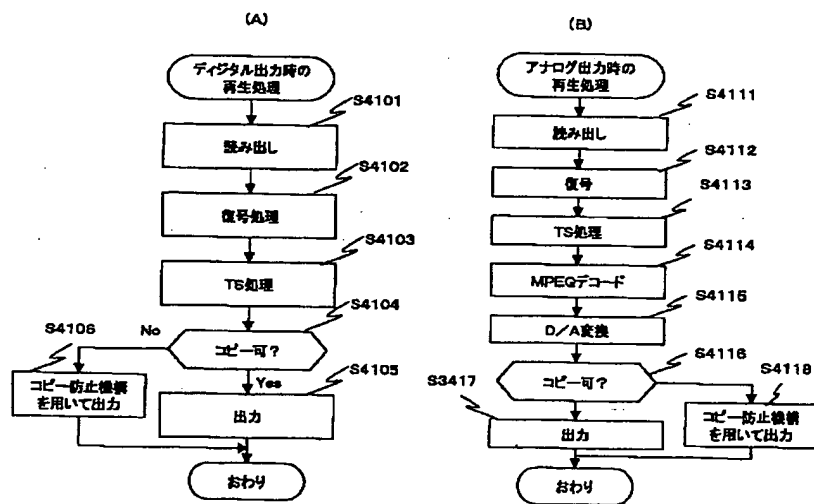 (A)
ディジタル出力時の
再生処理
S4101
読み出し
S4102
復号処理
S4103
TS処理
S4104
コピー可?
No
S4106
コピー防止機構
を用いて出力
Yes
S4105
出力
おわり
(B)
アナログ出力時の
再生処理
S4111
読み出し
S4112
復号
S4113
TS処理
S4114
MPEGデコード
S4115
D/A変換
S4116
コピー可?
S3417
出力
S4118
コピー防止機構
を用いて出力
おわり